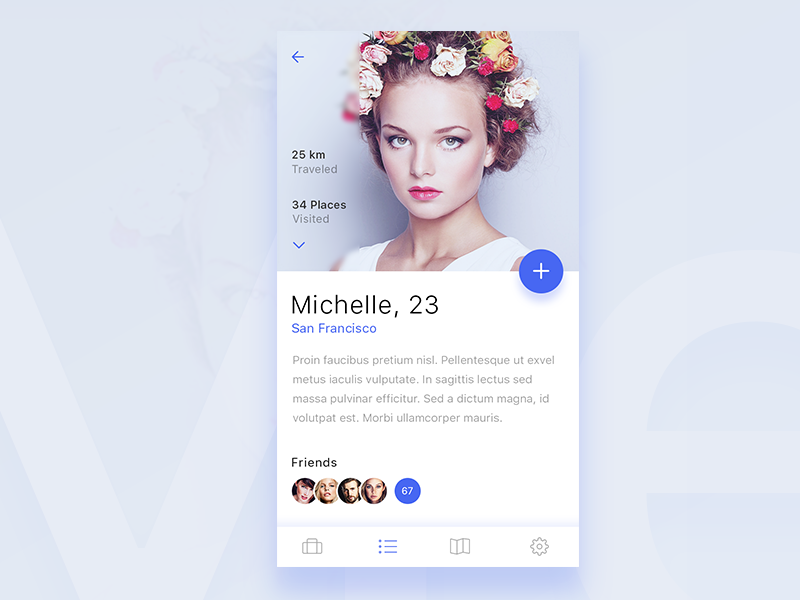 25 km
Traveled
34 Places
Visited
Michelle, 23
San Francisco
Proin faucibus pretium nisl. Pellentesque ut exvel
metus iaculis vulputate. In sagittis lectus sed
massa pulvinar efficitur. Sed a dictum magna, id
volutpat est. Morbi ullamcorper mauris.
Friends
67